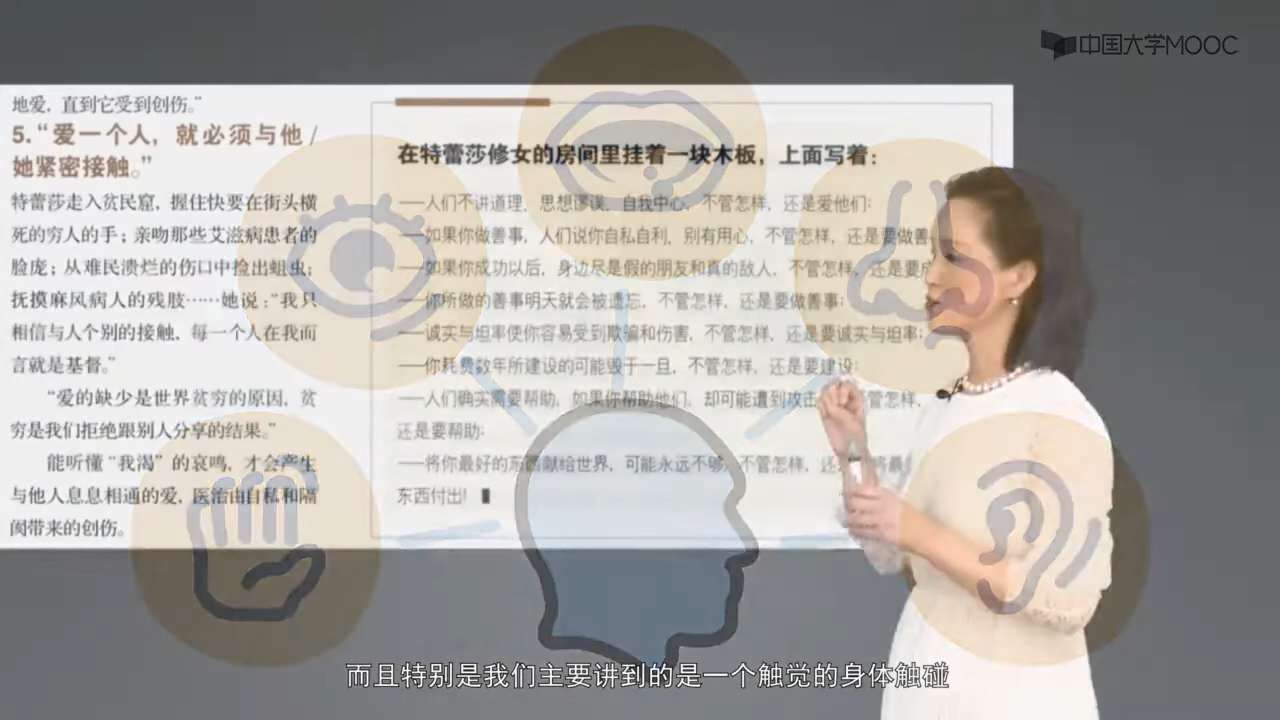 中国大学MOOC
地爱，直到它受到创伤。”
5.“爱一个人，就必须与他/
她紧密接触。”
特蕾莎走入贫民窟，握住快要在街头横
死的穷人的手；亲吻那些艾滋病患者的
脸庞；从难民溃烂的伤口中捡出蛆虫；
抚摸麻风病人的残肢……她说：“我只
相信与人个别的接触，每一个人在我而
言就是基督。”
“爱的缺少是世界贫穷的原因，贫
穷是我们拒绝跟别人分享的结果。”
能听懂“我渴”的哀鸣，才会产生
与他人息息相通的爱，医治由自私和隔
阂带来的创伤。
在特蕾莎修女的房间里挂着一块木板，上面写着：
——人们不讲道理、思想谬误、自我中心，不管怎样，还是爱他们；
——如果你做善事，人们说你自私自利、别有用心，不管怎样，还是要做善
——如果你成功以后，身边尽是假的朋友和真的敌人，不管怎样，还是要
——你所做的善事明天就会被遗忘，不管怎样，还是要做善事；
——诚实与坦率使你容易受到欺骗和伤害，不管怎样，还是要诚实与坦率；
——你耗费数年所建设的可能毁于一旦，不管怎样，还是要建设；
——人们确实需要帮助，如果你帮助他们，却可能遭到攻击，不管怎样，
还是要帮助；
——将你最好的东西献给世界，可能永远不够，不管怎样，还
东西付出！
而且特别是我们主要讲到的是一个触觉的身体触碰